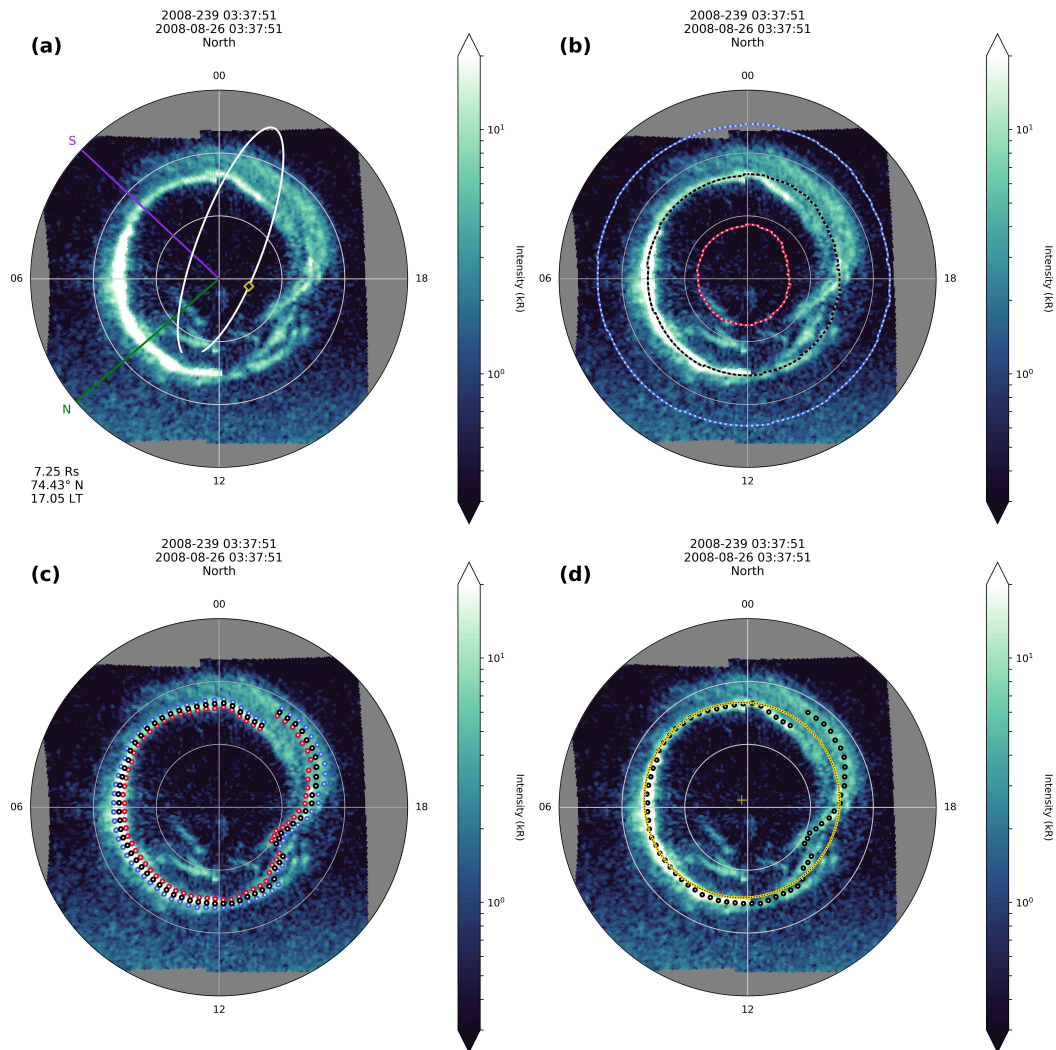 2008-239 03:37:51
2008-08-26 03:37:51
North
(a)
00
S
06
18
N
12
7.25 Rs
74.43° N
17.05 LT
10¹
10⁰
Intensity (kR)
2008-239 03:37:51
2008-08-26 03:37:51
North
(b)
00
18
12
10¹
10⁰
Intensity (kR)
2008-239 03:37:51
2008-08-26 03:37:51
North
(c)
00
06
18
12
10¹
10⁰
Intensity (kR)
2008-239 03:37:51
2008-08-26 03:37:51
North
(d)
00
06
18
12
10¹
10⁰
Intensity (kR)
06